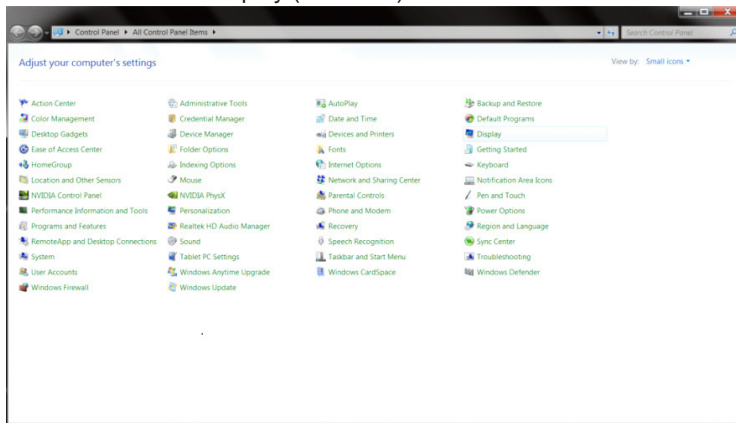 Control Panel All Control Panel Items
Search Control Panel
Adjust your computer's settings
View by: Small icons
Action Center Administrative Tools AutoPlay Backup and Restore
Color Management Credential Manager Date and Time Default Programs
Desktop Gadgets Device Manager Devices and Printers Display
Ease of Access Center Folder Options Fonts Getting Started
HomeGroup Indexing Options Internet Options Keyboard
Location and Other Sensors Mouse Network and Sharing Center Notification Area Icons
NVIDIA Control Panel NVIDIA PhysX Parental Controls Pen and Touch
Performance Information and Tools Personalization Phone and Modem Power Options
Programs and Features Realtek HD Audio Manager Recovery Region and Language
RemoteApp and Desktop Connections Sound Speech Recognition Sync Center
System Tablet PC Settings Taskbar and Start Menu Troubleshooting
User Accounts Windows Anytime Upgrade Windows CardSpace Windows Defender
Windows Firewall Windows Update